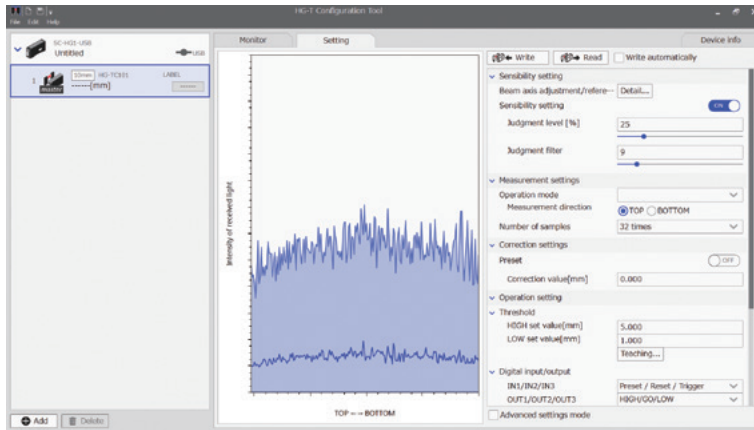 HG-T Configuration Tool
File Edit Help
SC-HG1-USB
Untitled
USB
1
master
10mm HG-TC101
------[mm]
LABEL
Add
Delete
Monitor
Setting
Device info
Intensity of received light
TOP ←→ BOTTOM
Write
Read
Write automatically
Sensibility setting
Beam axis adjustment/refere··· Detail...
Sensibility setting ON
Judgment level [%] 25
Judgment filter 9
Measurement settings
Operation mode
Measurement direction TOP BOTTOM
Number of samples 32 times
Correction settings
Preset OFF
Correction value[mm] 0.000
Operation setting
Threshold
HIGH set value[mm] 5.000
LOW set value[mm] 1.000
Teaching...
Digital input/output
IN1/IN2/IN3 Preset / Reset / Trigger
OUT1/OUT2/OUT3 HIGH/GO/LOW
Advanced settings mode